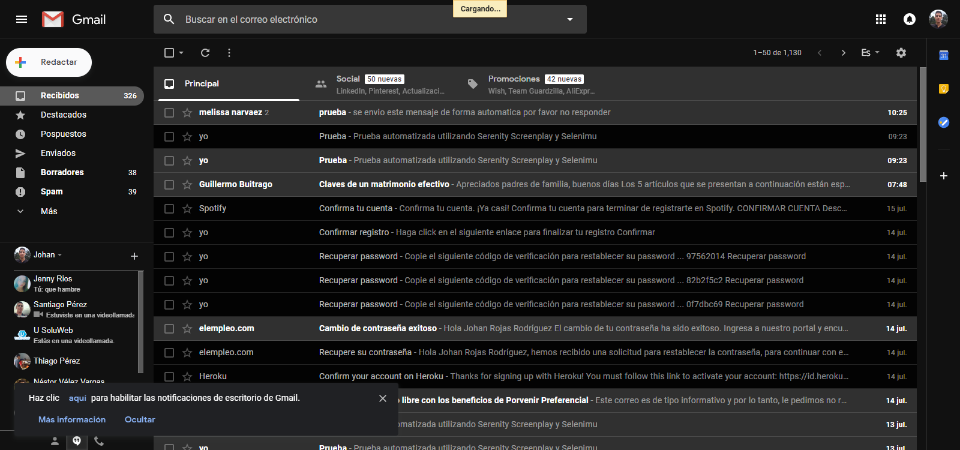 Cargando...
Gmail
Buscar en el correo electrónico
Redactar
1–50 de 1,130
Es
Recibidos 326
Destacados
Pospuestos
Enviados
Borradores 38
Spam 39
Más
Principal
Social 50 nuevas
LinkedIn, Pinterest, Actualizaci...
Promociones 42 nuevas
Wish, Team Guardzilla, AliExpr...
melissa narvaez 2 prueba - se envio este mensaje de forma automatica por favor no responder 10:25
yo Prueba - Prueba automatizada utilizando Serenity Screenplay y Selenimu 09:23
yo Prueba - Prueba automatizada utilizando Serenity Screenplay y Selenimu 09:23
Guillermo Buitrago Claves de un matrimonio efectivo - Apreciados padres de familia, buenos días Los 5 artículos que se presentan a continuación están esp... 07:48
Spotify Confirma tu cuenta - Confirma tu cuenta. ¡Ya casi! Confirma tu cuenta para terminar de registrarte en Spotify. CONFIRMAR CUENTA Desc... 15 jul.
yo Confirmar registro - Haga click en el siguiente enlace para finalizar tu registro Confirmar 14 jul.
yo Recuperar password - Copie el siguiente código de verificación para restablecer su password ... 97562014 Recuperar password 14 jul.
yo Recuperar password - Copie el siguiente código de verificación para restablecer su password ... 82b2f5c2 Recuperar password 14 jul.
yo Recuperar password - Copie el siguiente código de verificación para restablecer su password ... 0f7dbc69 Recuperar password 14 jul.
elempleo.com Cambio de contraseña exitoso - Hola Johan Rojas Rodríguez El cambio de tu contraseña ha sido exitoso. Ingresa a nuestro portal y encu... 14 jul.
elempleo.com Recupere su contraseña - Hola Johan Rojas Rodriguez, hemos recibido una solicitud para restablecer la contraseña, para continuar con e... 14 jul.
Heroku Confirm your account on Heroku - Thanks for signing up with Heroku! You must follow this link to activate your account: https://id.heroku... 14 jul.
libre con los beneficios de Porvenir Preferencial - Este correo es de tipo informativo y por lo tanto, le pedimos no r... 14 jul.
automatizada utilizando Serenity Screenplay y Selenimu 13 jul.
yo Prueba - Prueba automatizada utilizando Serenity Screenplay y Selenimu 13 jul.
Johan
Jenny Rios
Tú: que hambre
Santiago Pérez
Estuviste en una videollamada
U SoluWeb
Estás en una videollamada.
Thiago Pérez
Néstor Vélez Vargas
Haz clic aquí para habilitar las notificaciones de escritorio de Gmail.
Más información Ocultar